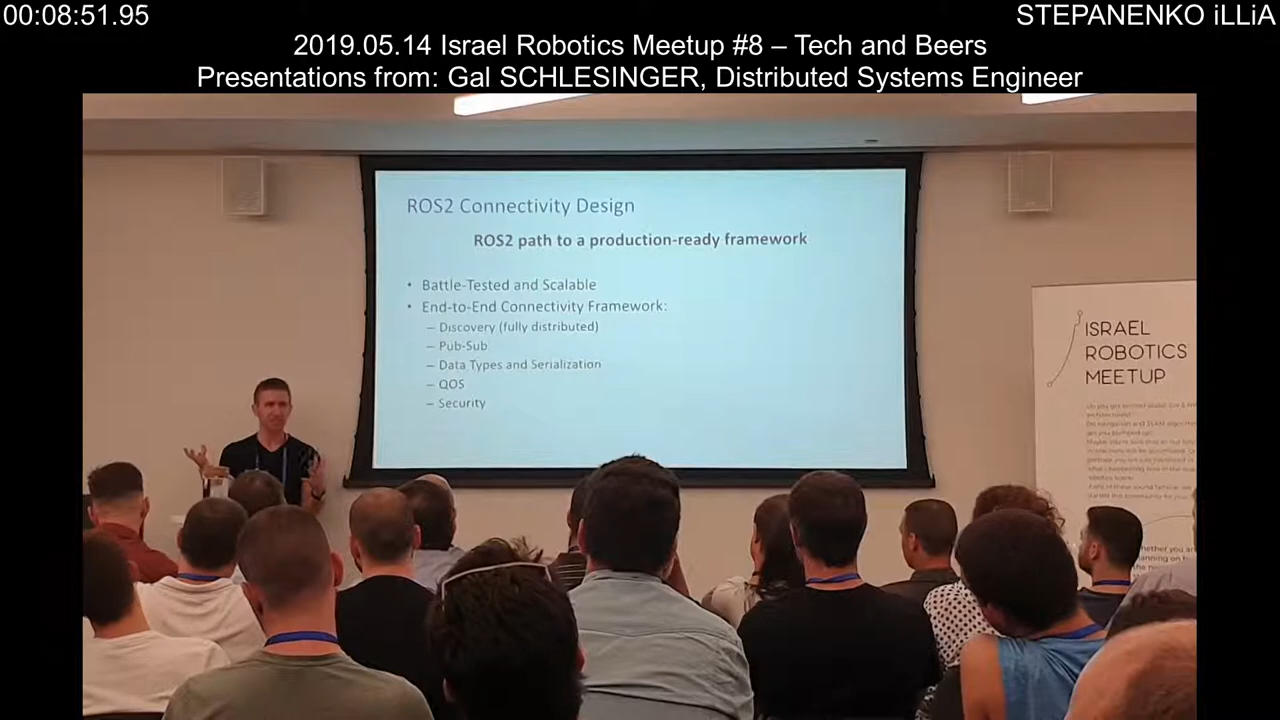 00:08:51.95
STEPANENKO iLLiA
2019.05.14 Israel Robotics Meetup #8 – Tech and Beers
Presentations from: Gal SCHLESINGER, Distributed Systems Engineer
ROS2 Connectivity Design
ROS2 path to a production-ready framework
• Battle-Tested and Scalable
• End-to-End Connectivity Framework:
– Discovery (fully distributed)
– Pub-Sub
– Data Types and Serialization
– QOS
– Security
ISRAEL
ROBOTICS
MEETUP